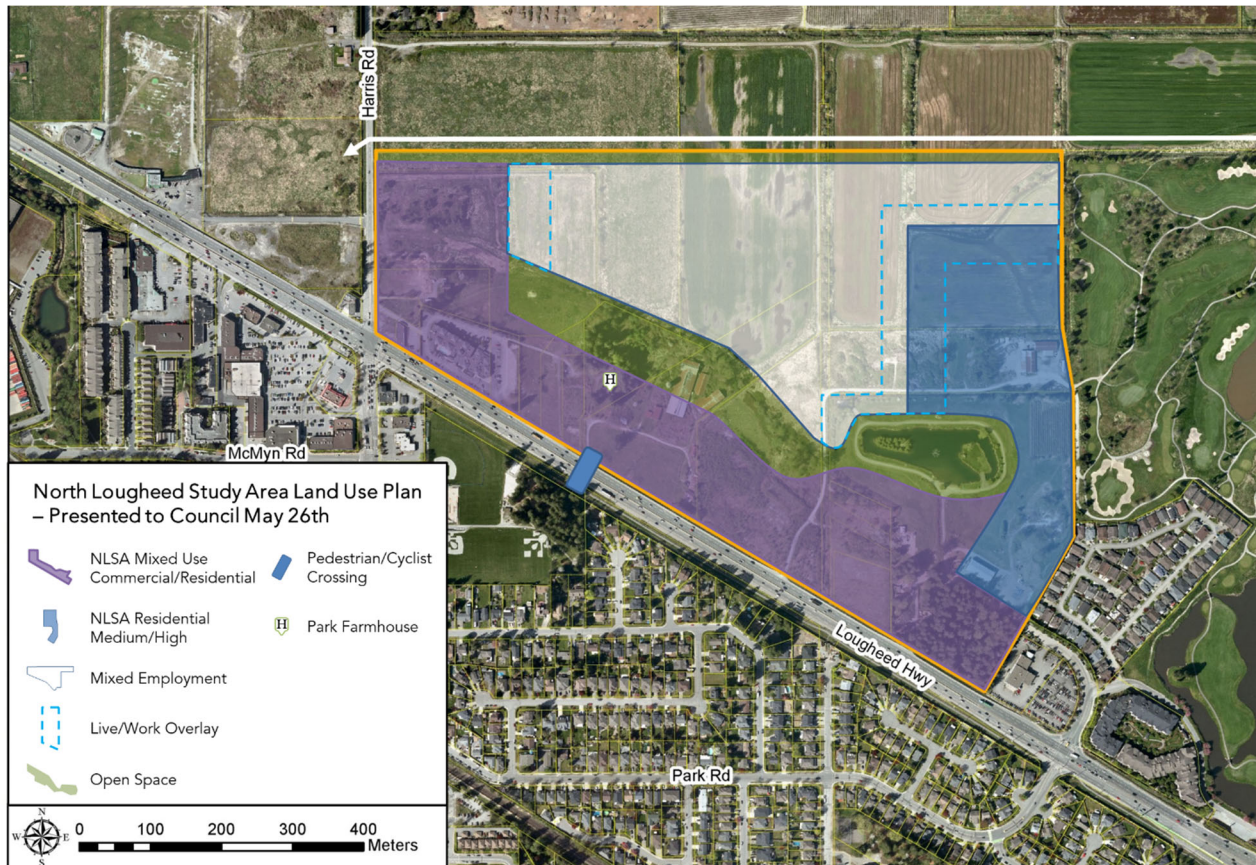 Harris Rd
H
McMyn Rd
Lougheed Hwy
Park Rd
North Lougheed Study Area Land Use Plan
– Presented to Council May 26th
NLSA Mixed Use
Commercial/Residential
Pedestrian/Cyclist
Crossing
NLSA Residential
Medium/High
H
Park Farmhouse
Mixed Employment
Live/Work Overlay
Open Space
N
W E
S
0 100 200 300 400
Meters